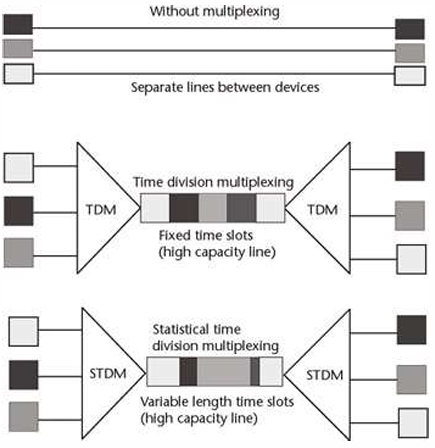 Without multiplexing
Separate lines between devices
Time division multiplexing
TDM
TDM
Fixed time slots
(high capacity line)
Statistical time
division multiplexing
STDM
STDM
Variable length time slots
(high capacity line)